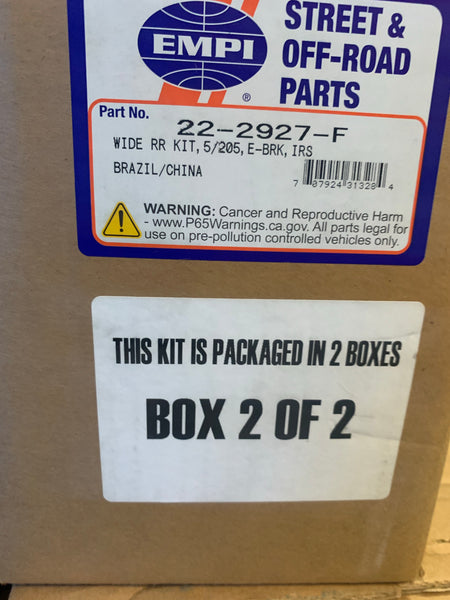 EMPI
®
STREET &
OFF-ROAD
PARTS
Part No.
22-2927-F
WIDE RR KIT, 5/205, E-BRK, IRS
BRAZIL/CHINA
7 07924 31328 4
WARNING: Cancer and Reproductive Harm
- www.P65Warnings.ca.gov. All parts legal for
use on pre-pollution controlled vehicles only.
THIS KIT IS PACKAGED IN 2 BOXES
BOX 2 OF 2